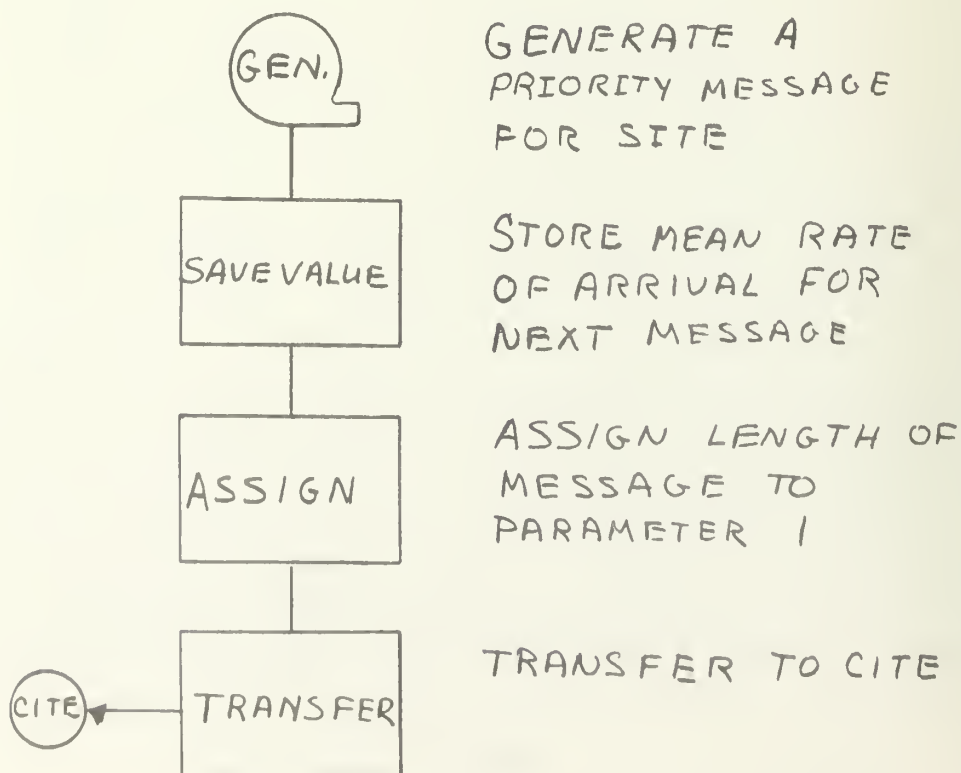 GEN.
GENERATE A
PRIORITY MESSAGE
FOR SITE
SAVEVALUE
STORE MEAN RATE
OF ARRIVAL FOR
NEXT MESSAGE
ASSIGN
ASSIGN LENGTH OF
MESSAGE TO
PARAMETER 1
CITE
TRANSFER
TRANSFER TO CITE